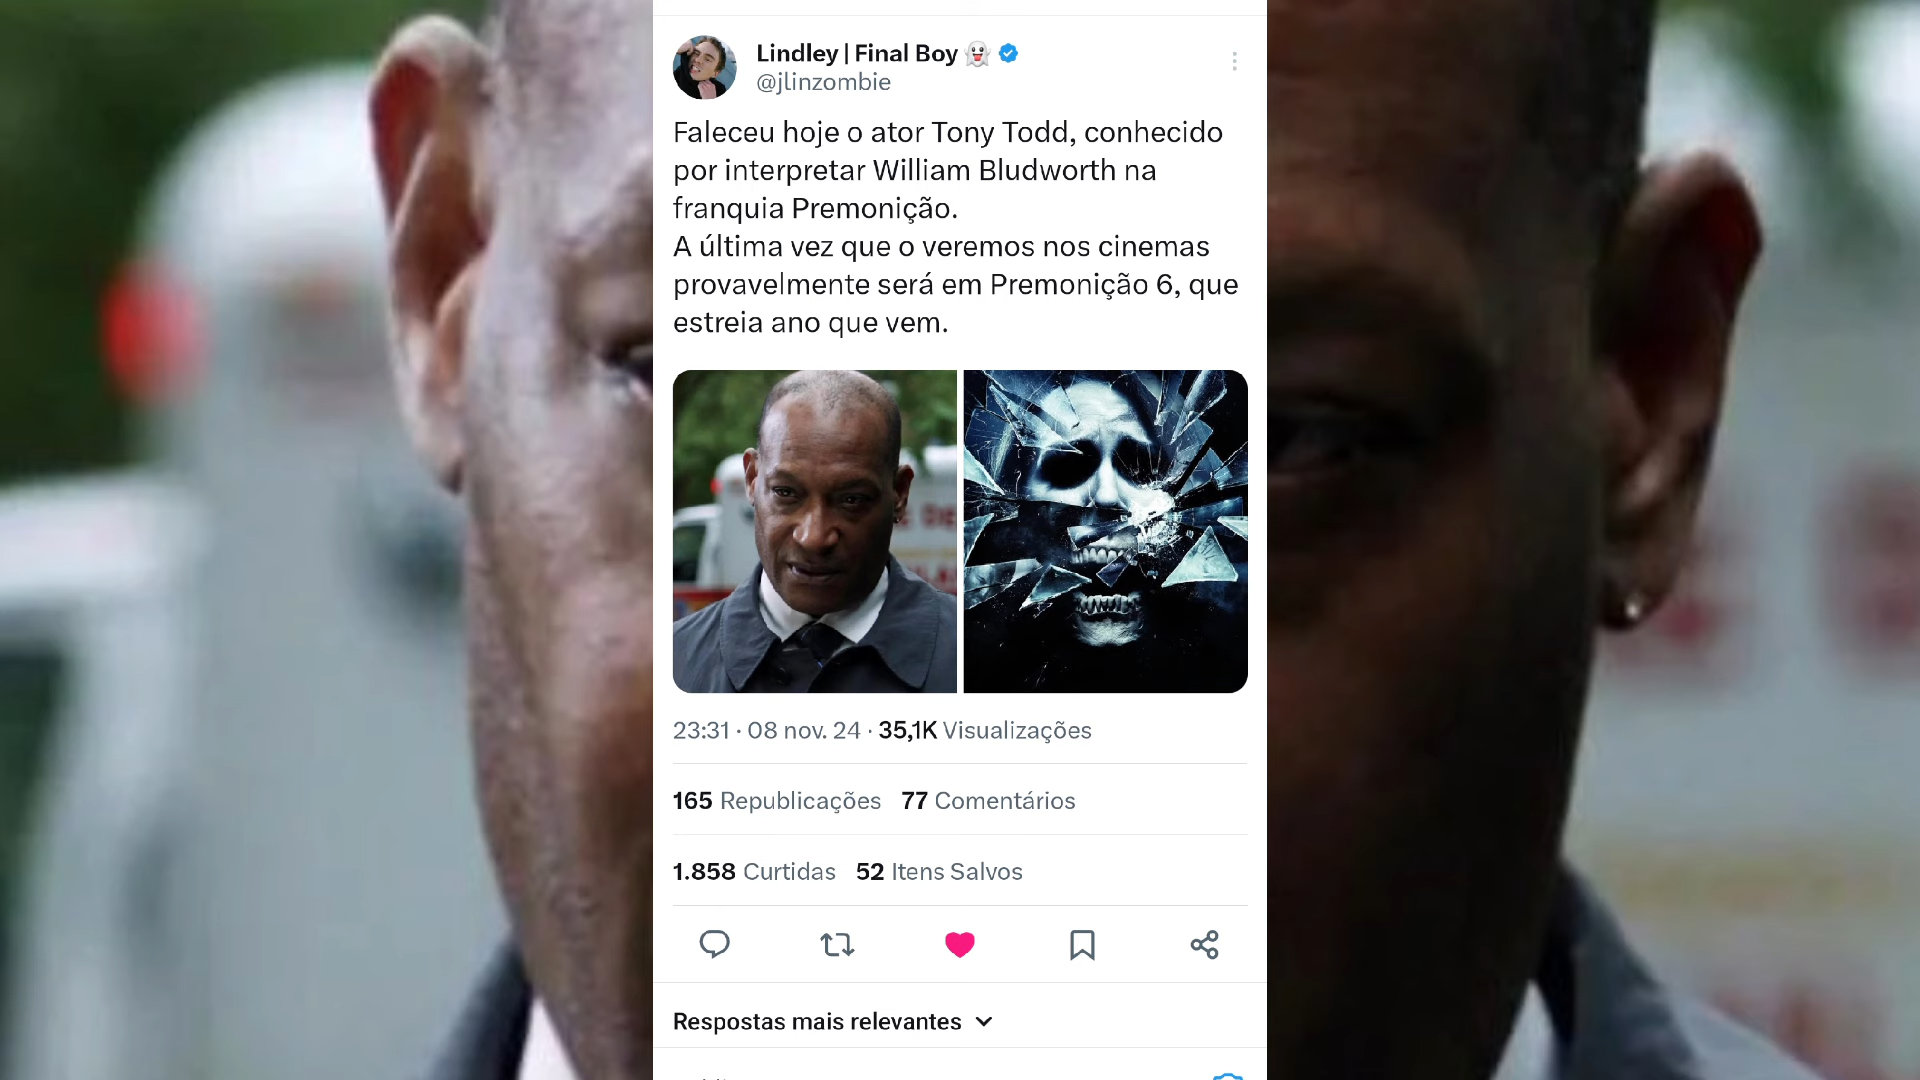 Lindley | Final Boy 👻
@jlinzombie
Faleceu hoje o ator Tony Todd, conhecido
por interpretar William Bludworth na
franquia Premonição.
A última vez que o veremos nos cinemas
provavelmente será em Premonição 6, que
estreia ano que vem.
23:31 · 08 nov. 24 · 35,1K Visualizações
165 Republicações 77 Comentários
1.858 Curtidas 52 Itens Salvos
Respostas mais relevantes